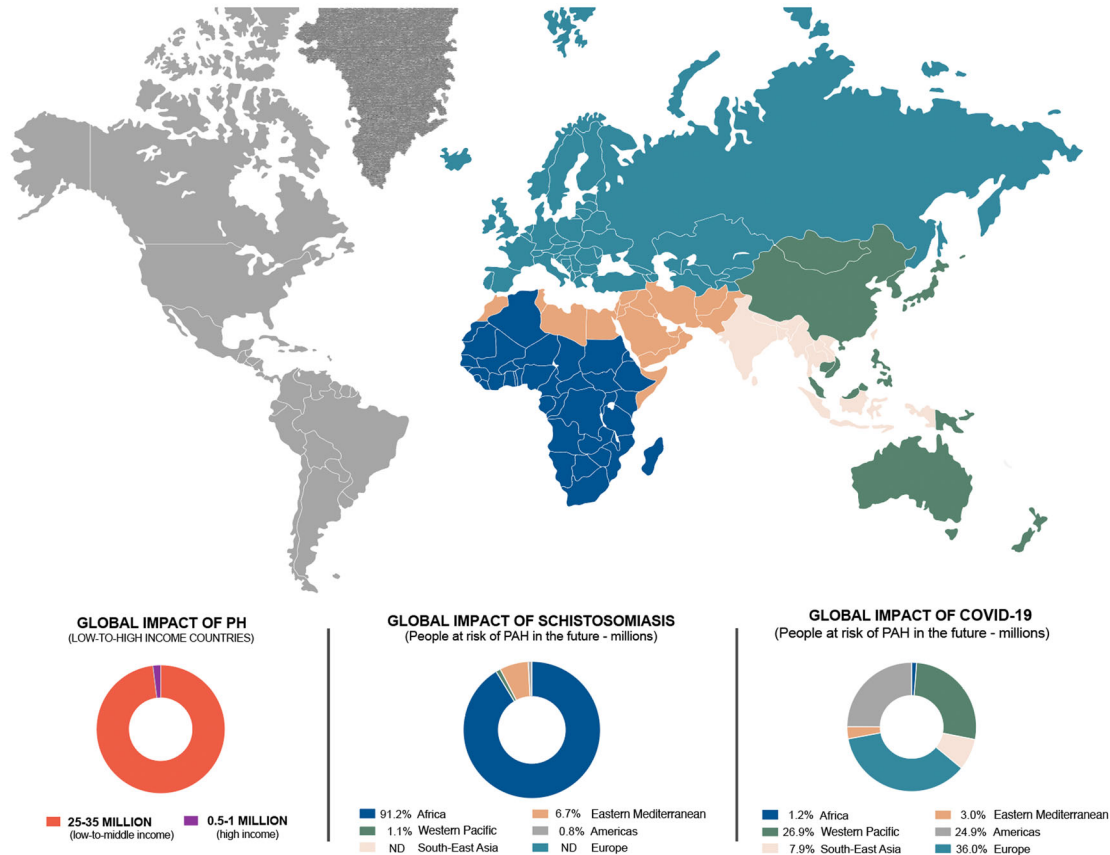 GLOBAL IMPACT OF PH
(LOW-TO-HIGH INCOME COUNTRIES)
25-35 MILLION
(low-to-middle income)
0.5-1 MILLION
(high income)
GLOBAL IMPACT OF SCHISTOSOMIASIS
(People at risk of PAH in the future - millions)
91.2% Africa
6.7% Eastern Mediterranean
1.1% Western Pacific
0.8% Americas
ND South-East Asia
ND Europe
GLOBAL IMPACT OF COVID-19
(People at risk of PAH in the future - millions)
1.2% Africa
3.0% Eastern Mediterranean
26.9% Western Pacific
24.9% Americas
7.9% South-East Asia
36.0% Europe